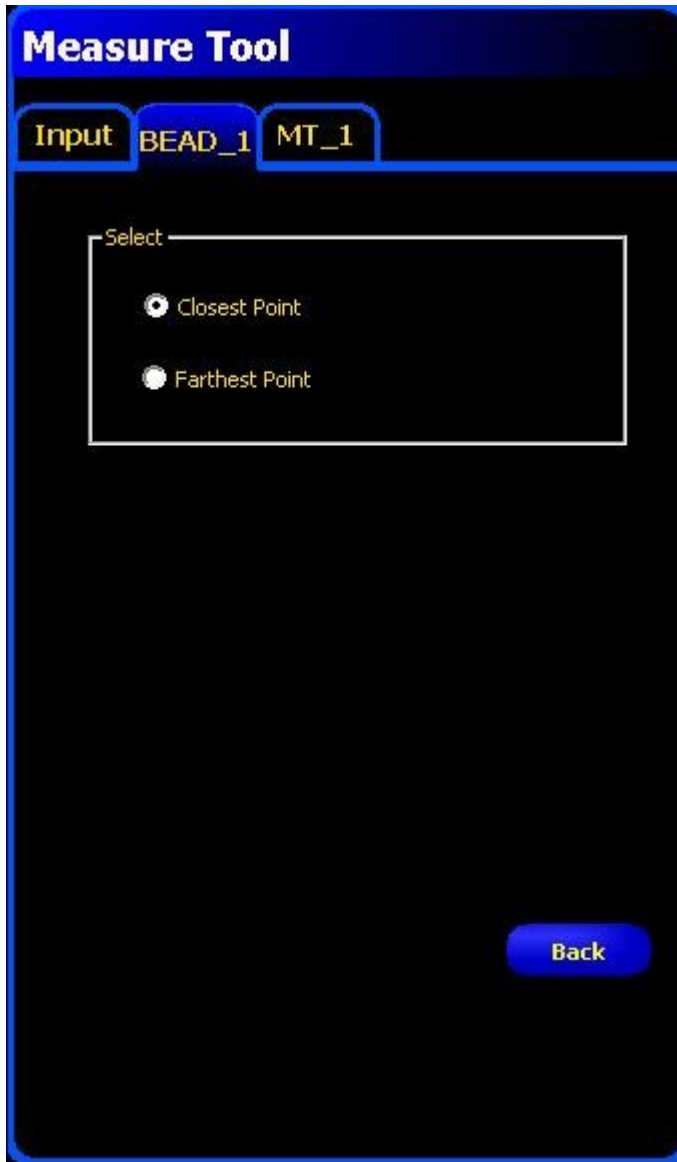 Measure Tool
Input BEAD_1 MT_1
Select
Closest Point
Farthest Point
Back